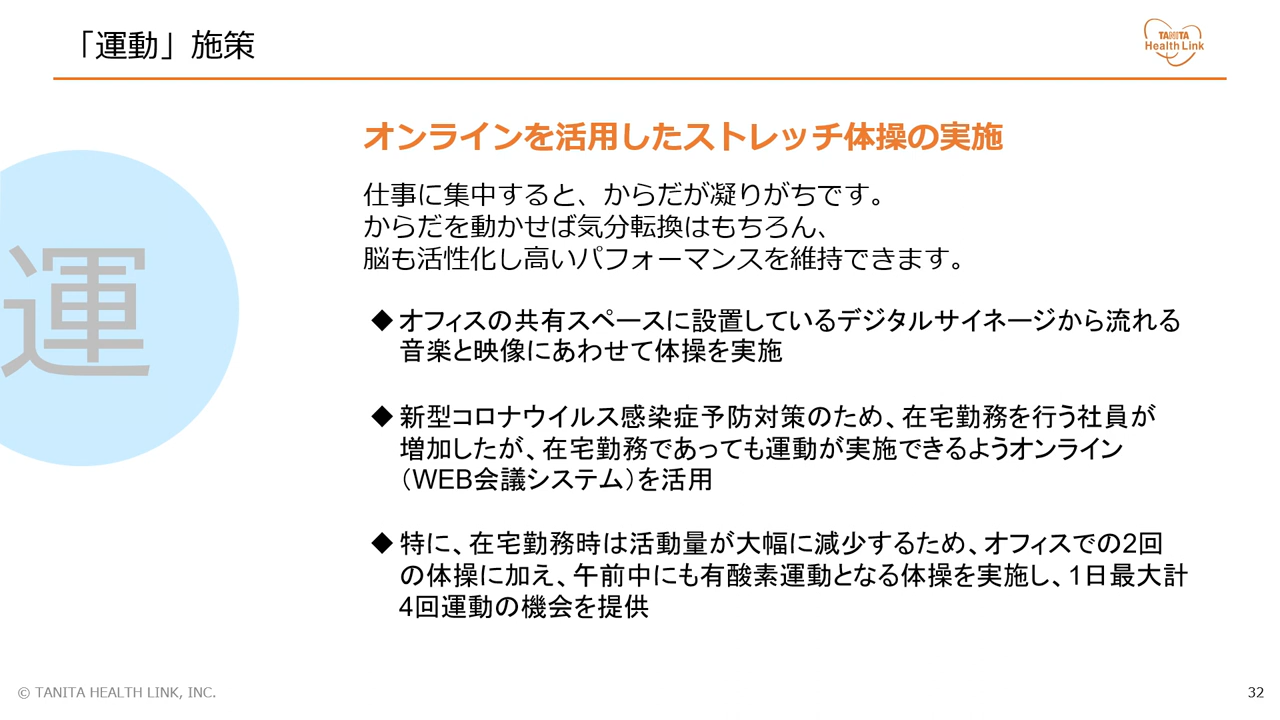 「運動」施策
TANITA
Health Link
オンラインを活用したストレッチ体操の実施
仕事に集中すると、からだが凝りがちです。
からだを動かせば気分転換はもちろん、
脳も活性化し高いパフォーマンスを維持できます。
運
◆オフィスの共有スペースに設置しているデジタルサイネージから流れる
音楽と映像にあわせて体操を実施
◆新型コロナウイルス感染症予防対策のため、在宅勤務を行う社員が
増加したが、在宅勤務であっても運動が実施できるようオンライン
（WEB会議システム）を活用
◆特に、在宅勤務時は活動量が大幅に減少するため、オフィスでの2回
の体操に加え、午前中にも有酸素運動となる体操を実施し、1日最大計
4回運動の機会を提供
© TANITA HEALTH LINK, INC.
32